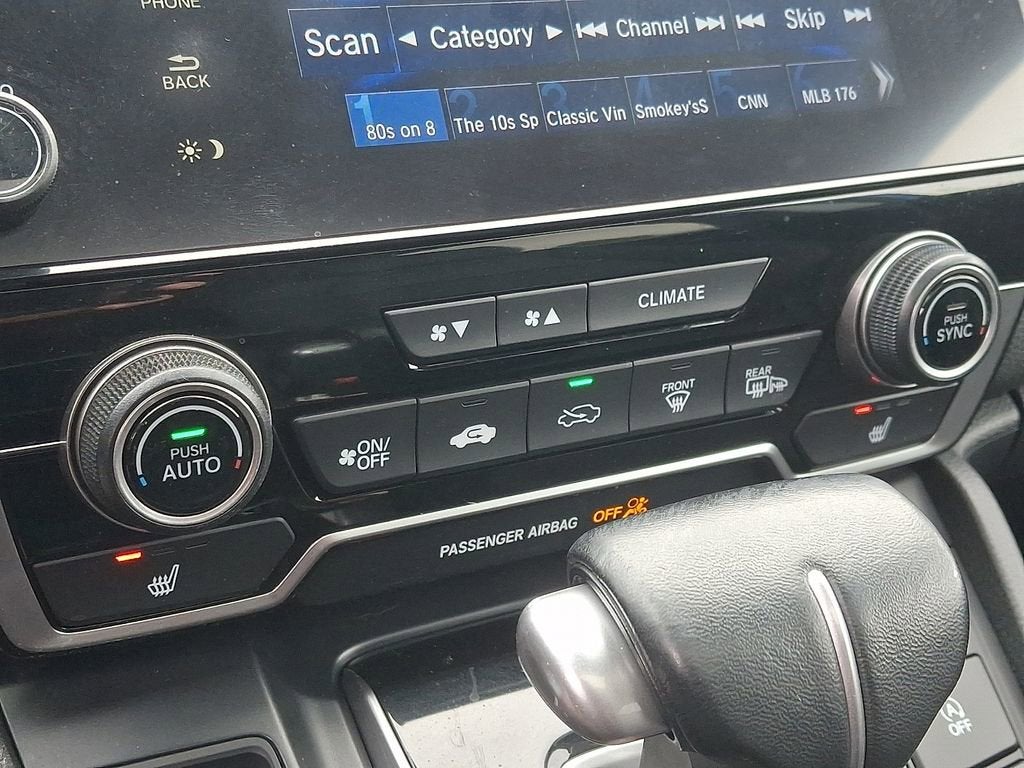 PHONE
BACK
Scan
Category
Channel
Skip
1
80s on 8
2
The 10s Sp
3
Classic Vin
4
Smokey'sS
5
CNN
6
MLB 176
CLIMATE
PUSH
SYNC
PUSH
AUTO
ON/
OFF
FRONT
REAR
PASSENGER AIRBAG
OFF
A
OFF